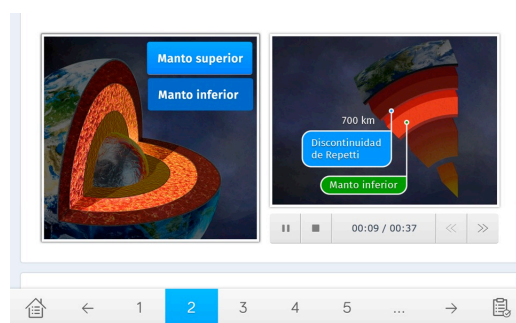 Manto superior
Manto inferior
700 km
Discontinuidad
de Repetti
Manto inferior
00:09 / 00:37
1 2 3 4 5 ...